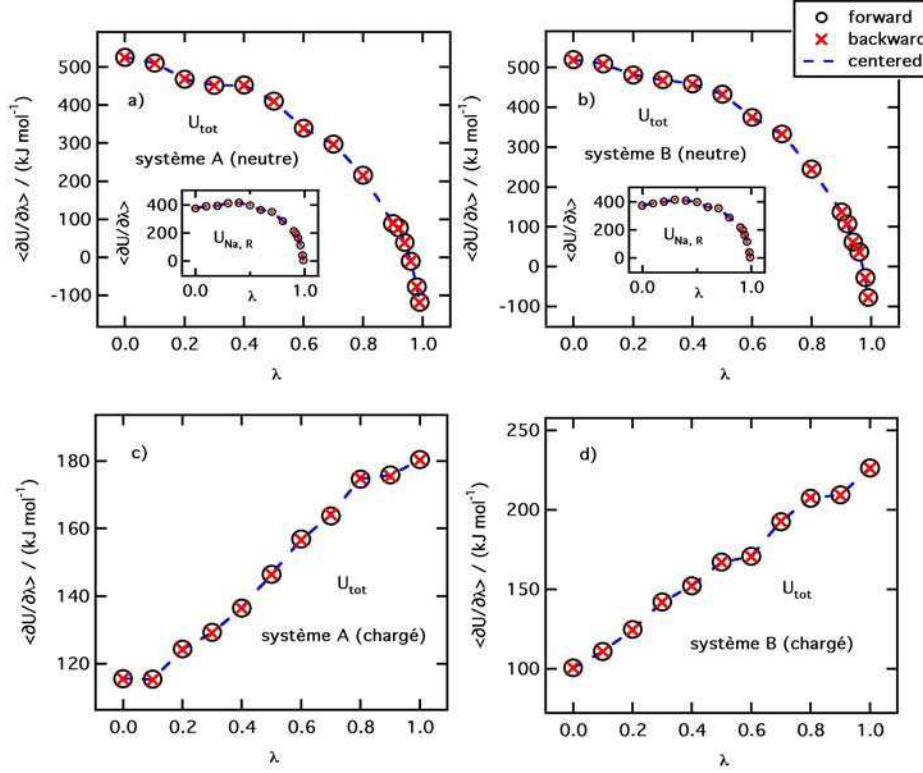 forward
backward
centered
a)
U_tot
système A (neutre)
<∂U/∂λ> / (kJ mol⁻¹)
500
400
300
200
100
0
-100
0.0 0.2 0.4 0.6 0.8 1.0
λ
<∂U/∂λ>
400
200
0
U_Na, R
0.0 1.0
λ
b)
U_tot
système B (neutre)
<∂U/∂λ> / (kJ mol⁻¹)
500
400
300
200
100
0
-100
0.0 0.2 0.4 0.6 0.8 1.0
λ
<∂U/∂λ>
400
200
0
U_Na, R
0.0 1.0
λ
c)
U_tot
système A (chargé)
<∂U/∂λ> / (kJ mol⁻¹)
180
160
140
120
0.0 0.2 0.4 0.6 0.8 1.0
λ
d)
U_tot
système B (chargé)
<∂U/∂λ> / (kJ mol⁻¹)
250
200
150
100
0.0 0.2 0.4 0.6 0.8 1.0
λ